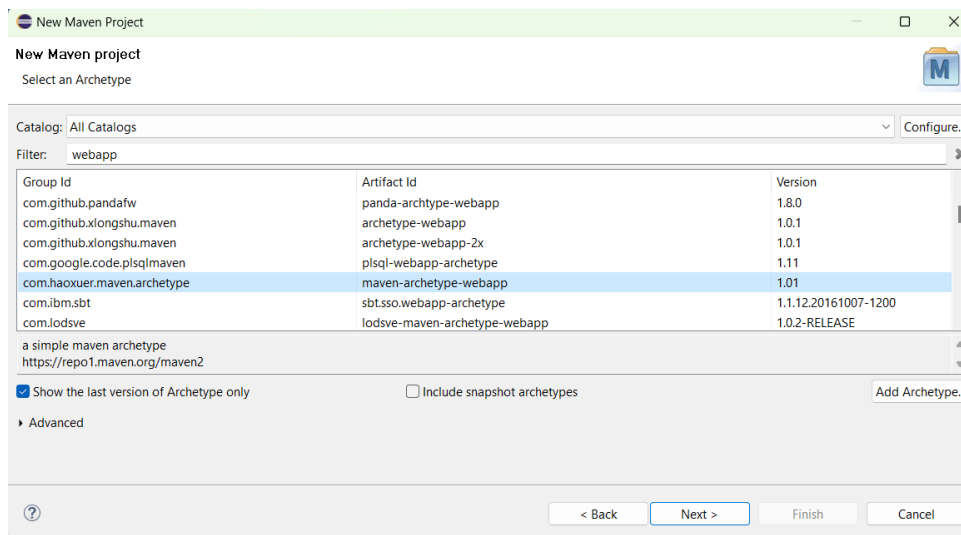 New Maven Project
New Maven project
Select an Archetype
M
Catalog: All Catalogs Configure.
Filter: webapp
Group Id Artifact Id Version
com.github.pandafw panda-archtype-webapp 1.8.0
com.github.xlongshu.maven archetype-webapp 1.0.1
com.github.xlongshu.maven archetype-webapp-2x 1.0.1
com.google.code.plsqlmaven plsql-webapp-archetype 1.11
com.haoxuer.maven.archetype maven-archetype-webapp 1.01
com.ibm.sbt sbt.sso.webapp-archetype 1.1.12.20161007-1200
com.lodsve lodsve-maven-archetype-webapp 1.0.2-RELEASE
a simple maven archetype
https://repo1.maven.org/maven2
Show the last version of Archetype only Include snapshot archetypes Add Archetype.
Advanced
? < Back Next > Finish Cancel